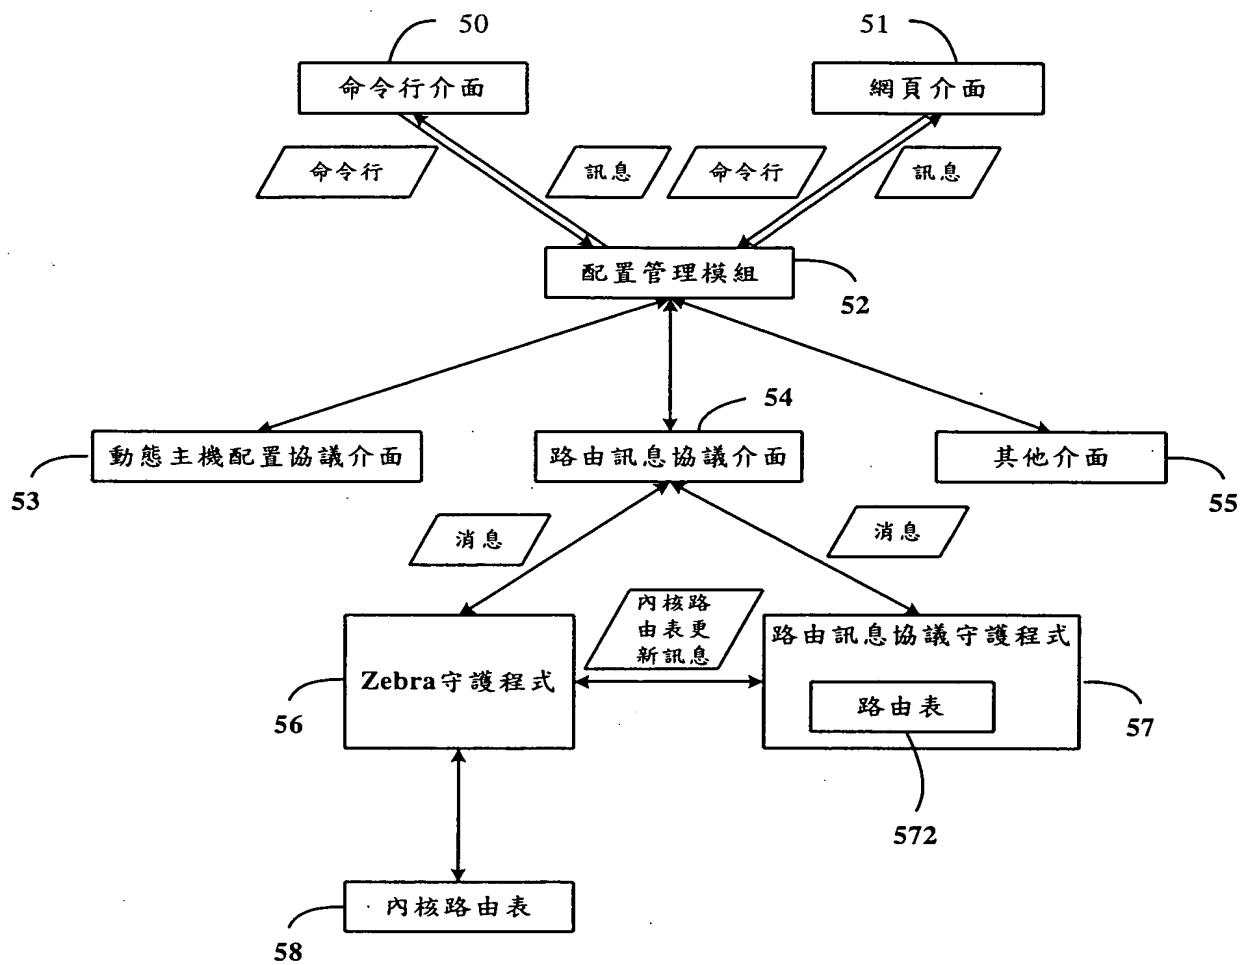 50
51
命令行介面
網頁介面
命令行
訊息
命令行
訊息
配置管理模組
52
54
動態主機配置協議介面
路由訊息協議介面
其他介面
53
55
消息
消息
內核路
由表更
新訊息
路由訊息協議守護程式
Zebra守護程式
路由表
56
57
572
內核路由表
58